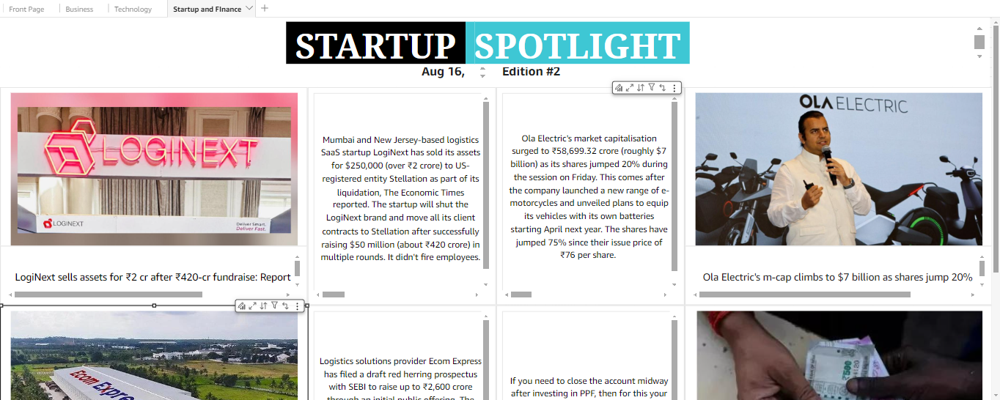 Front Page
Business
Technology
Startup and FInance
STARTUP SPOTLIGHT
Aug 16,
Edition #2
LOGINEXT
LOGINEXT
Deliver Smart,
Deliver Fast.
LogiNext sells assets for ₹2 cr after ₹420-cr fundraise: Report
Mumbai and New Jersey-based logistics
SaaS startup LogiNext has sold its assets
for $250,000 (over ₹2 crore) to US-
registered entity Stellation as part of its
liquidation, The Economic Times
reported. The startup will shut the
LogiNext brand and move all its client
contracts to Stellation after successfully
raising $50 million (about ₹420 crore) in
multiple rounds. It didn't fire employees.
Ola Electric's market capitalisation
surged to ₹58,699.32 crore (roughly $7
billion) as its shares jumped 20% during
the session on Friday. This comes after
the company launched a new range of e-
motorcycles and unveiled plans to equip
its vehicles with its own batteries
starting April next year. The shares have
jumped 75% since their issue price of
₹76 per share.
OLA ELECTRIC
Ola Electric's m-cap climbs to $7 billion as shares jump 20%
Ecom Expre
Logistics solutions provider Ecom Express
has filed a draft red herring prospectus
with SEBI to raise up to ₹2,600 crore
through an initial public offering. The
If you need to close the account midway
after investing in PPF, then for this your
₹500